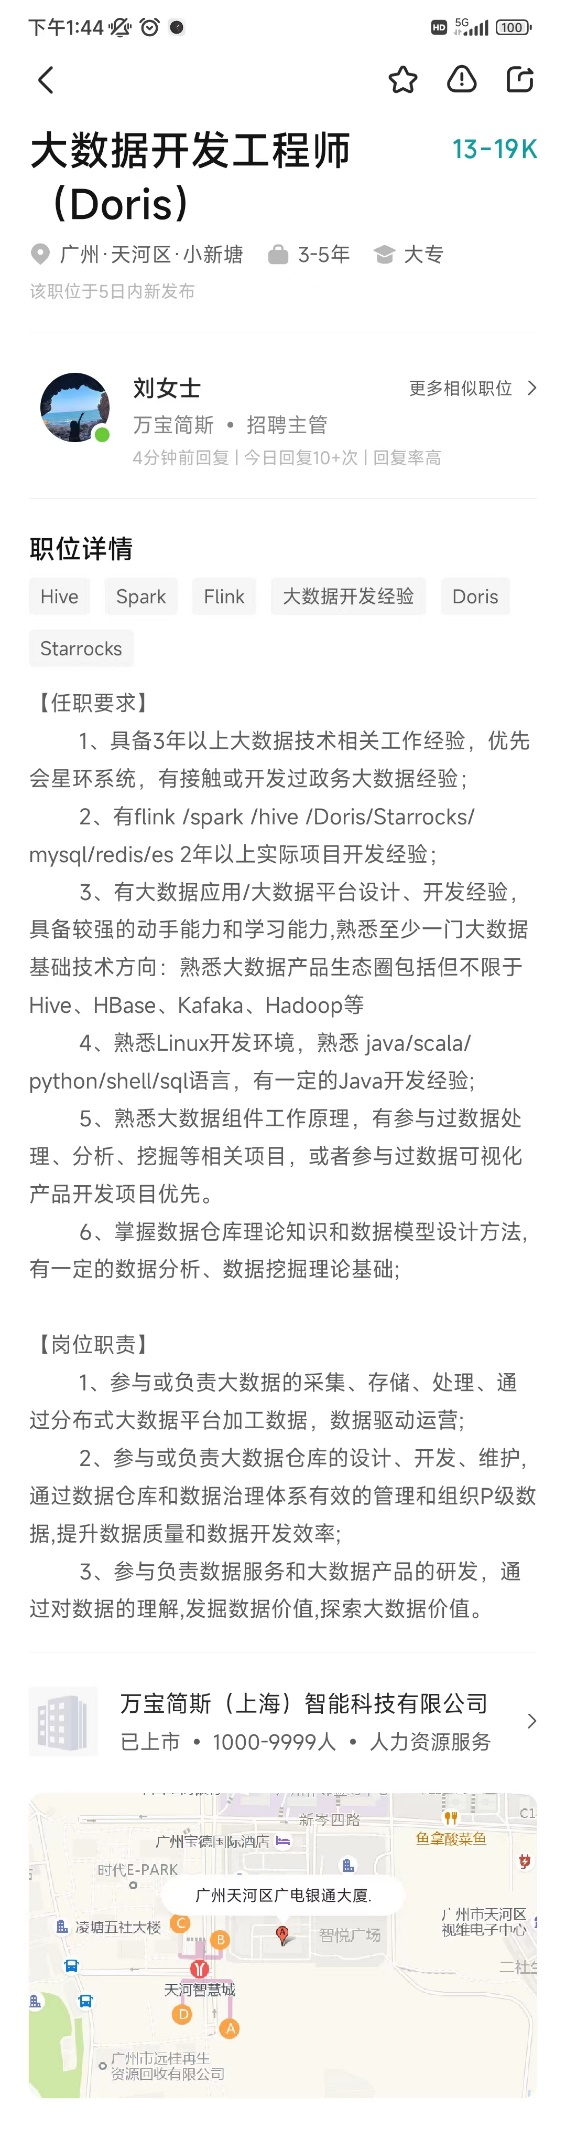 下午1:44
HD 5G 100
大数据开发工程师
13-19K
（Doris）
广州·天河区·小新塘 3-5年 大专
该职位于5日内新发布
刘女士
更多相似职位
万宝简斯 • 招聘主管
4分钟前回复 | 今日回复10+次 | 回复率高
职位详情
Hive Spark Flink 大数据开发经验 Doris
Starrocks
【任职要求】
1、具备3年以上大数据技术相关工作经验，优先
会星环系统，有接触或开发过政务大数据经验；
2、有flink /spark /hive /Doris/Starrocks/
mysql/redis/es 2年以上实际项目开发经验；
3、有大数据应用/大数据平台设计、开发经验，
具备较强的动手能力和学习能力,熟悉至少一门大数据
基础技术方向：熟悉大数据产品生态圈包括但不限于
Hive、HBase、Kafaka、Hadoop等
4、熟悉Linux开发环境，熟悉 java/scala/
python/shell/sql语言，有一定的Java开发经验;
5、熟悉大数据组件工作原理，有参与过数据处
理、分析、挖掘等相关项目，或者参与过数据可视化
产品开发项目优先。
6、掌握数据仓库理论知识和数据模型设计方法,
有一定的数据分析、数据挖掘理论基础;
【岗位职责】
1、参与或负责大数据的采集、存储、处理、通
过分布式大数据平台加工数据，数据驱动运营;
2、参与或负责大数据仓库的设计、开发、维护,
通过数据仓库和数据治理体系有效的管理和组织P级数
据,提升数据质量和数据开发效率;
3、参与负责数据服务和大数据产品的研发，通
过对数据的理解,发掘数据价值,探索大数据价值。
万宝简斯（上海）智能科技有限公司
已上市 • 1000-9999人 • 人力资源服务
新岑四路
C1
广州宝德国际酒店
鱼拿酸菜鱼
时代E-PARK
广州天河区广电银通大厦.
A
凌塘五社大楼
C
B
智悦广场
广州市天河区
视维电子中心
二社
天河智慧城
D
A
广州市远桂再生
资源回收有限公司